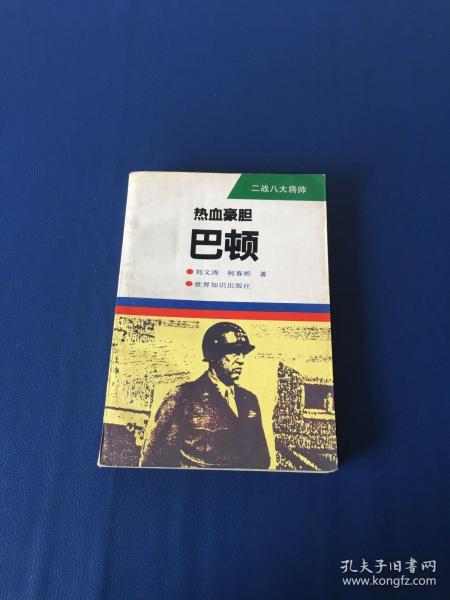 二战八大将帅
热血豪胆
巴顿
刘文涛 柯春桥 著
世界知识出版社
孔夫子旧书网
www.kongfz.com